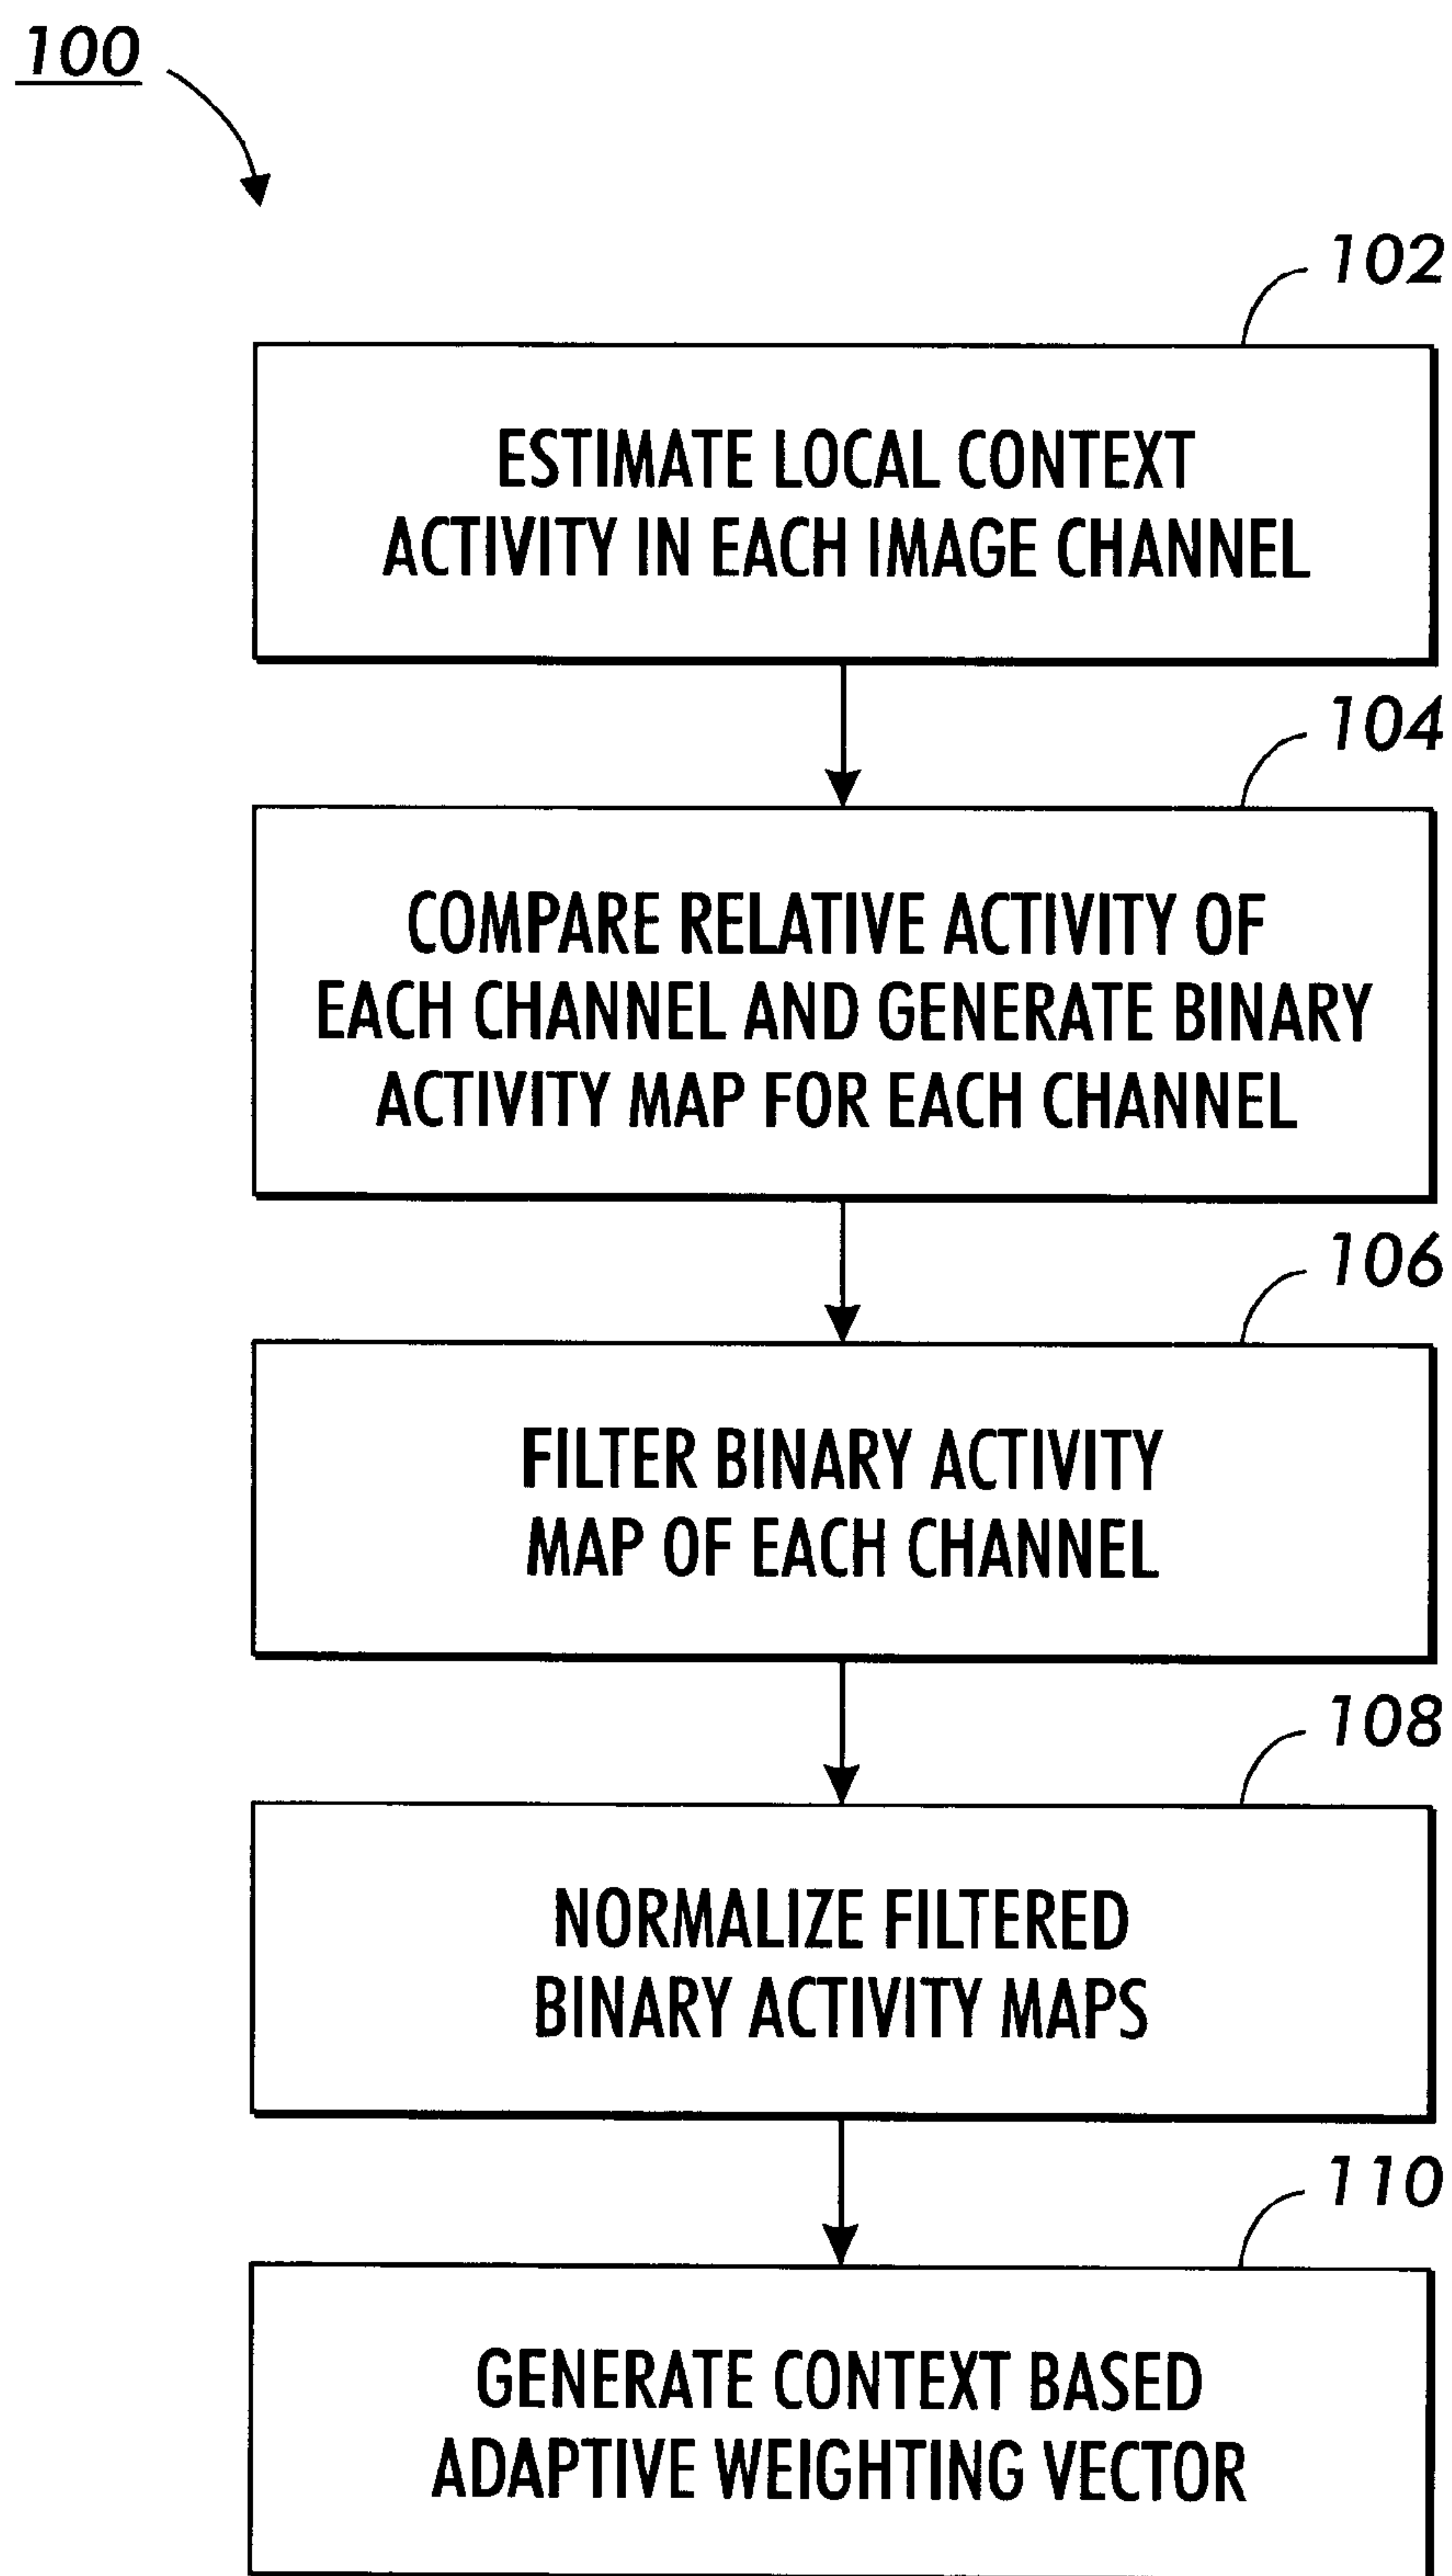 100
102
ESTIMATE LOCAL CONTEXT
ACTIVITY IN EACH IMAGE CHANNEL
104
COMPARE RELATIVE ACTIVITY OF
EACH CHANNEL AND GENERATE BINARY
ACTIVITY MAP FOR EACH CHANNEL
106
FILTER BINARY ACTIVITY
MAP OF EACH CHANNEL
108
NORMALIZE FILTERED
BINARY ACTIVITY MAPS
110
GENERATE CONTEXT BASED
ADAPTIVE WEIGHTING VECTOR